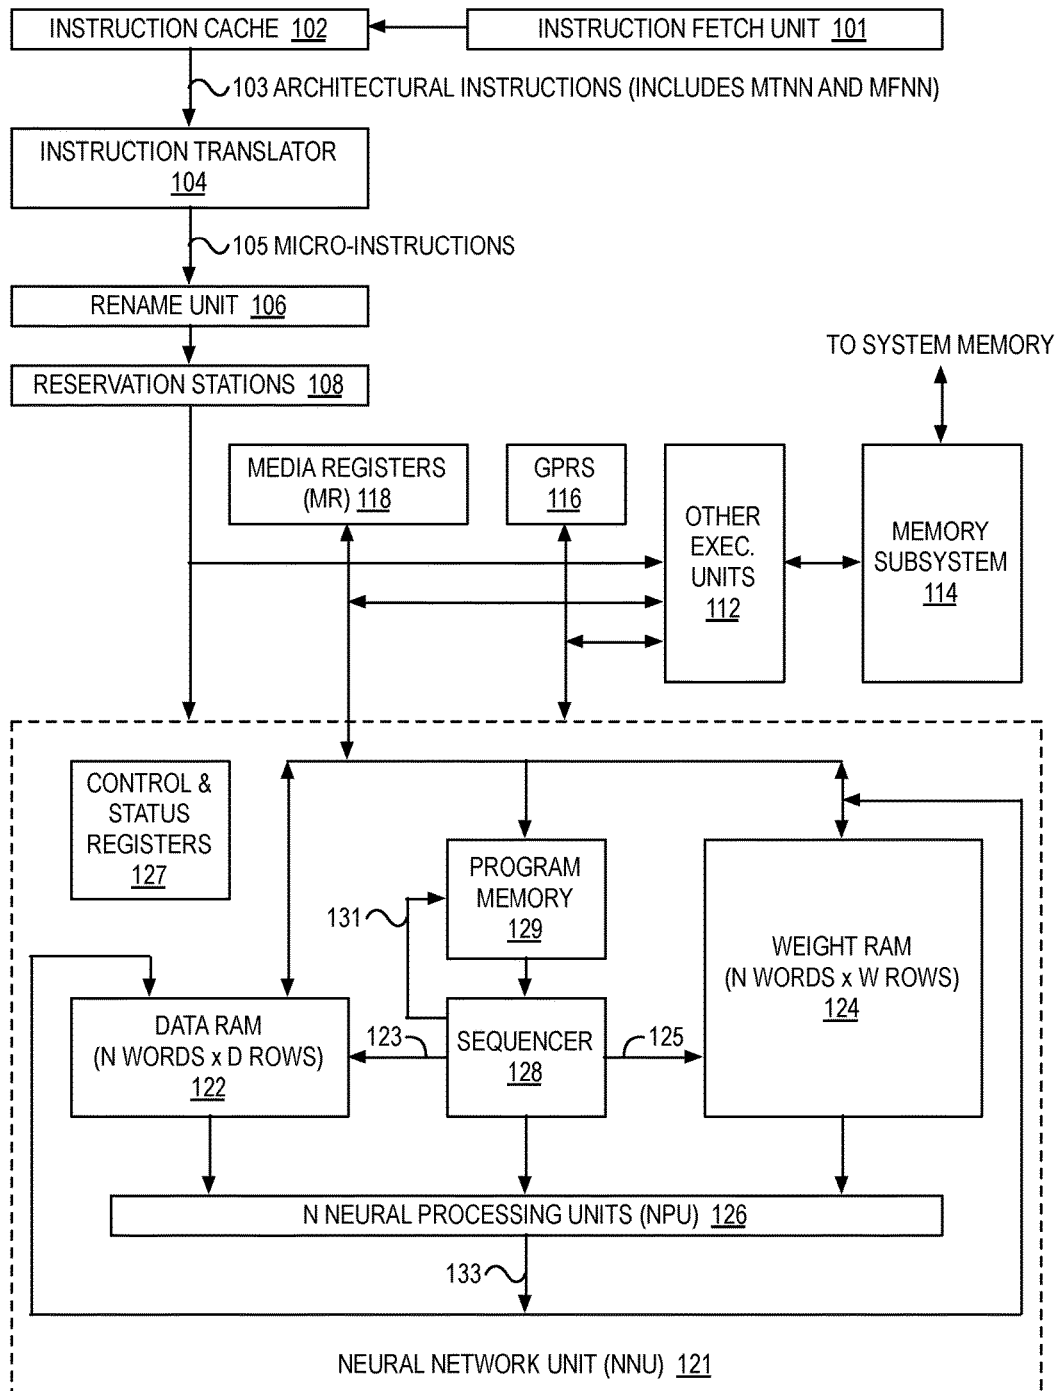 INSTRUCTION CACHE 102
INSTRUCTION FETCH UNIT 101
103 ARCHITECTURAL INSTRUCTIONS (INCLUDES MTNN AND MFNN)
INSTRUCTION TRANSLATOR
104
105 MICRO-INSTRUCTIONS
RENAME UNIT 106
RESERVATION STATIONS 108
TO SYSTEM MEMORY
MEDIA REGISTERS
(MR) 118
GPRS
116
OTHER
EXEC.
UNITS
112
MEMORY
SUBSYSTEM
114
CONTROL &
STATUS
REGISTERS
127
PROGRAM
MEMORY
129
131
WEIGHT RAM
(N WORDS x W ROWS)
124
DATA RAM
(N WORDS x D ROWS)
122
123
SEQUENCER
128
125
N NEURAL PROCESSING UNITS (NPU) 126
133
NEURAL NETWORK UNIT (NNU) 121